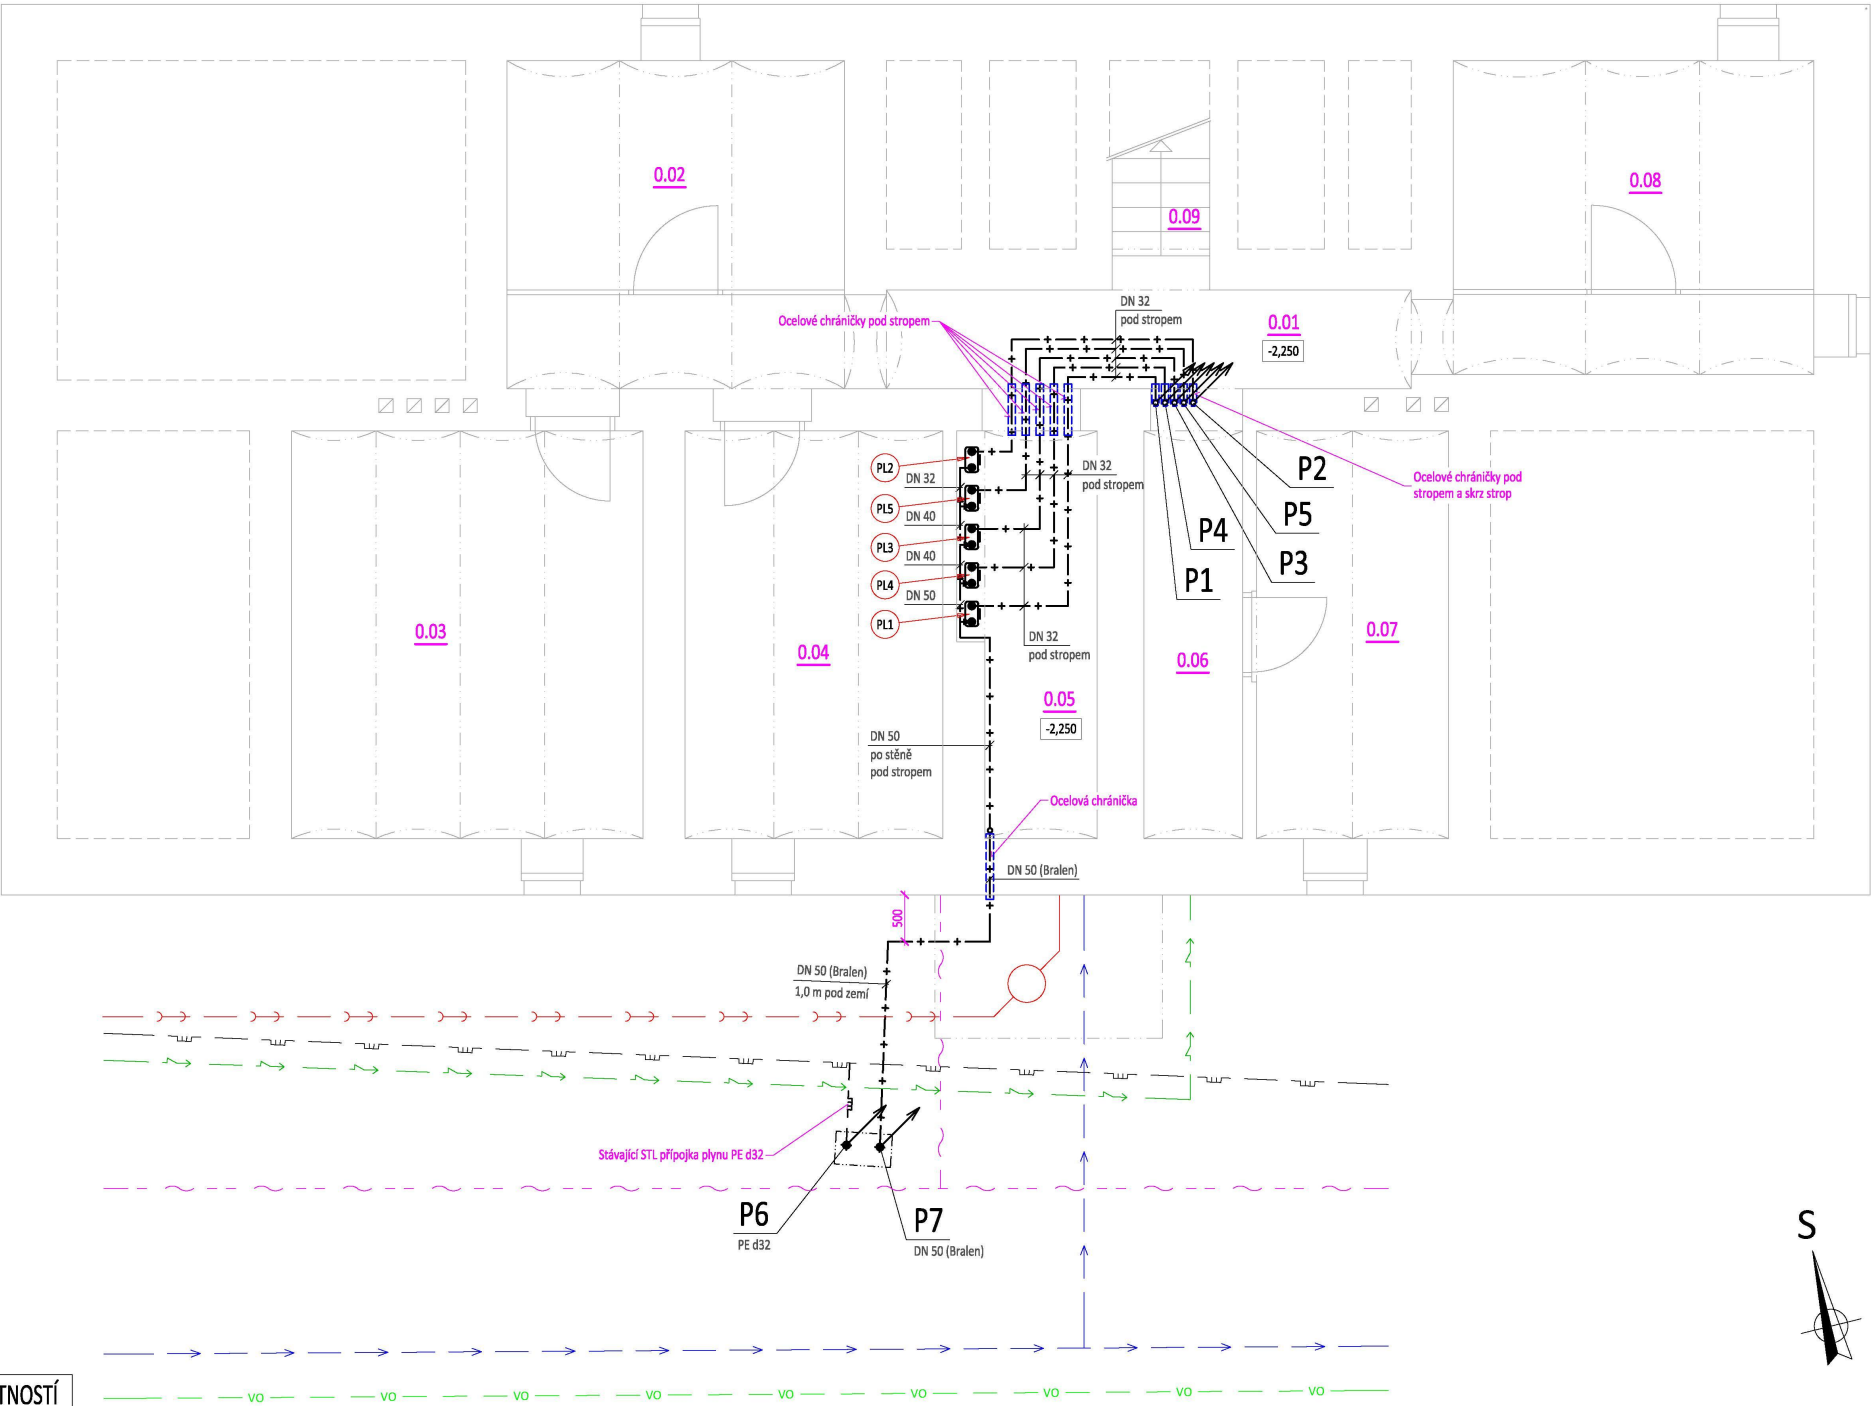 0.02
0.08
0.09
DN 32
pod stropem
Ocelové chráničky pod stropem
0.01
-2,250
PL2
DN 32
PL5
DN 40
PL3
DN 40
PL4
DN 50
PL1
DN 32
pod stropem
DN 32
pod stropem
P2
Ocelové chráničky pod
stropem a skrz strop
P5
P4
P3
P1
0.03
0.04
0.05
-2,250
0.06
0.07
DN 50
po stěně
pod stropem
Ocelová chránička
DN 50 (Bralen)
500
DN 50 (Bralen)
1,0 m pod zemí
Stávající STL přípojka plynu PE d32
P6
PE d32
P7
DN 50 (Bralen)
S
VO VO VO VO VO VO VO VO VO
TNOSTÍ